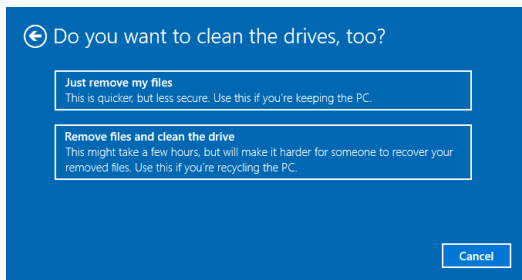 Do you want to clean the drives, too?
Just remove my files
This is quicker, but less secure. Use this if you're keeping the PC.
Remove files and clean the drive
This might take a few hours, but will make it harder for someone to recover your
removed files. Use this if you're recycling the PC.
Cancel